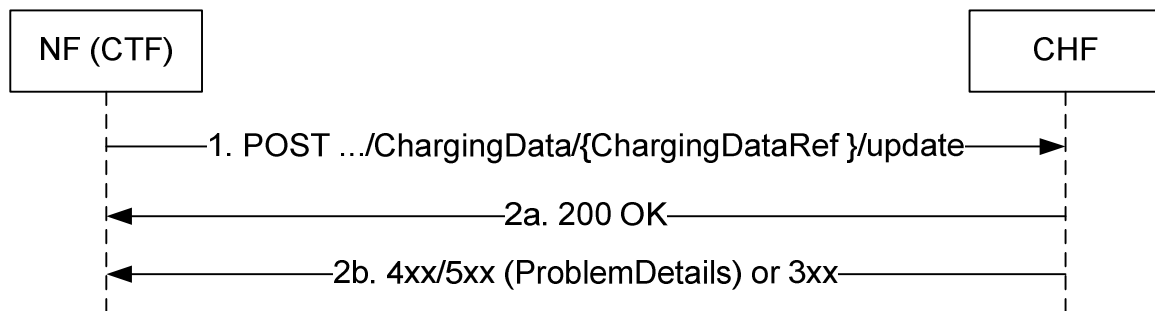 NF (CTF)
CHF
1. POST .../ChargingData/{ChargingDataRef }/update
2a. 200 OK
2b. 4xx/5xx (ProblemDetails) or 3xx